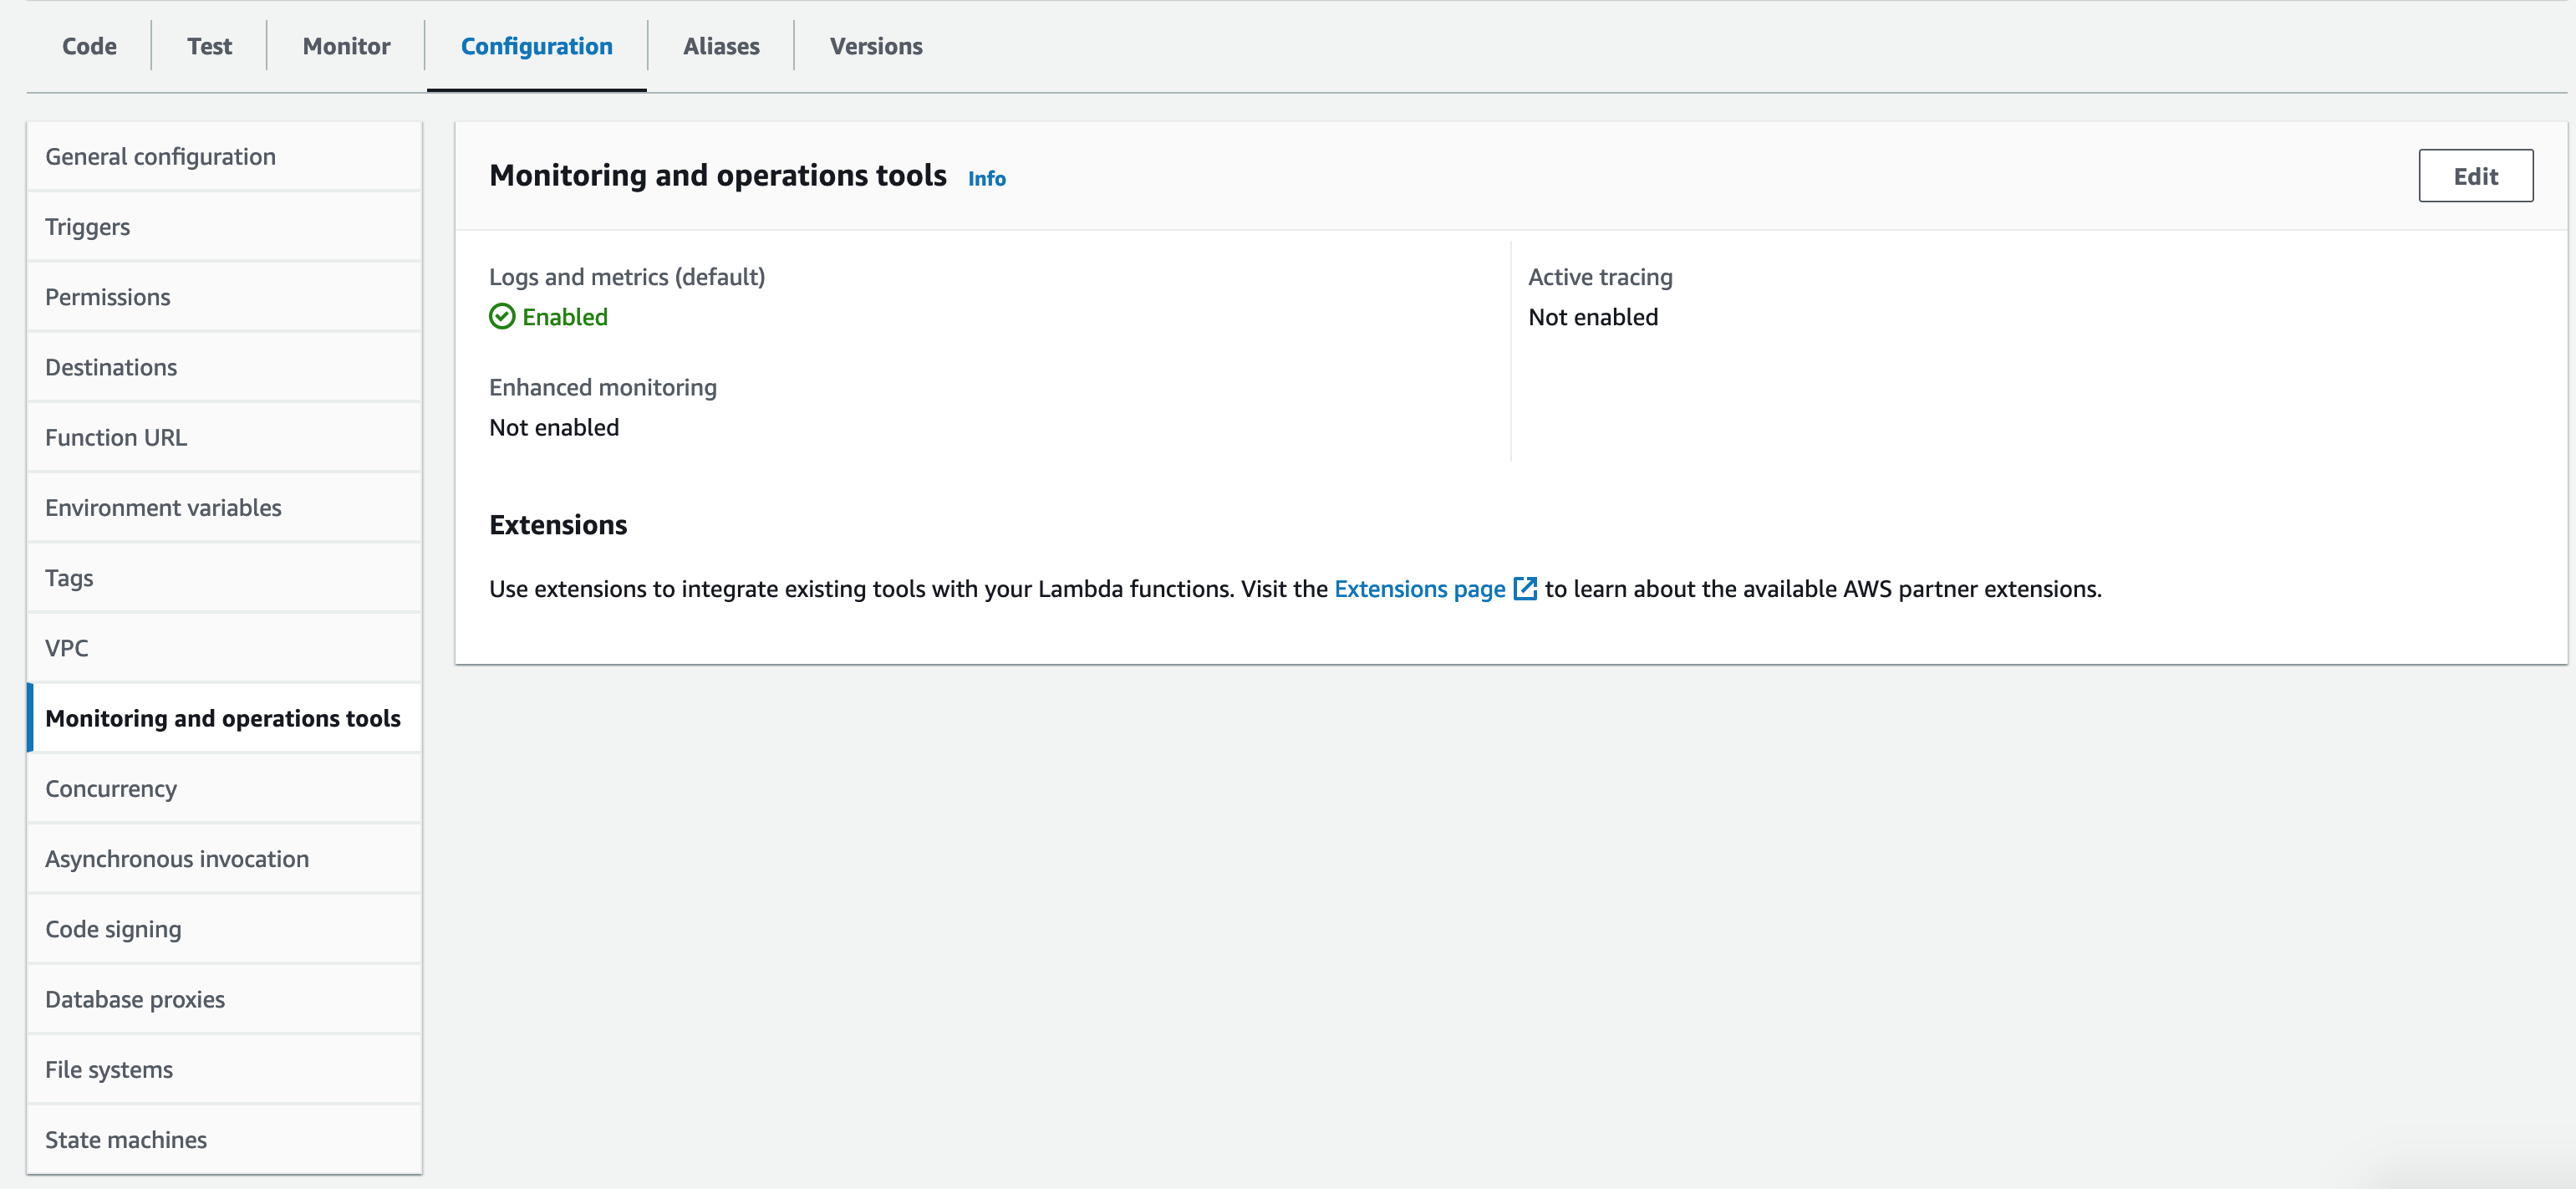 Code
Test
Monitor
Configuration
Aliases
Versions
General configuration
Triggers
Permissions
Destinations
Function URL
Environment variables
Tags
VPC
Monitoring and operations tools
Concurrency
Asynchronous invocation
Code signing
Database proxies
File systems
State machines
Monitoring and operations tools Info
Edit
Logs and metrics (default)
Enabled
Enhanced monitoring
Not enabled
Active tracing
Not enabled
Extensions
Use extensions to integrate existing tools with your Lambda functions. Visit the Extensions page to learn about the available AWS partner extensions.